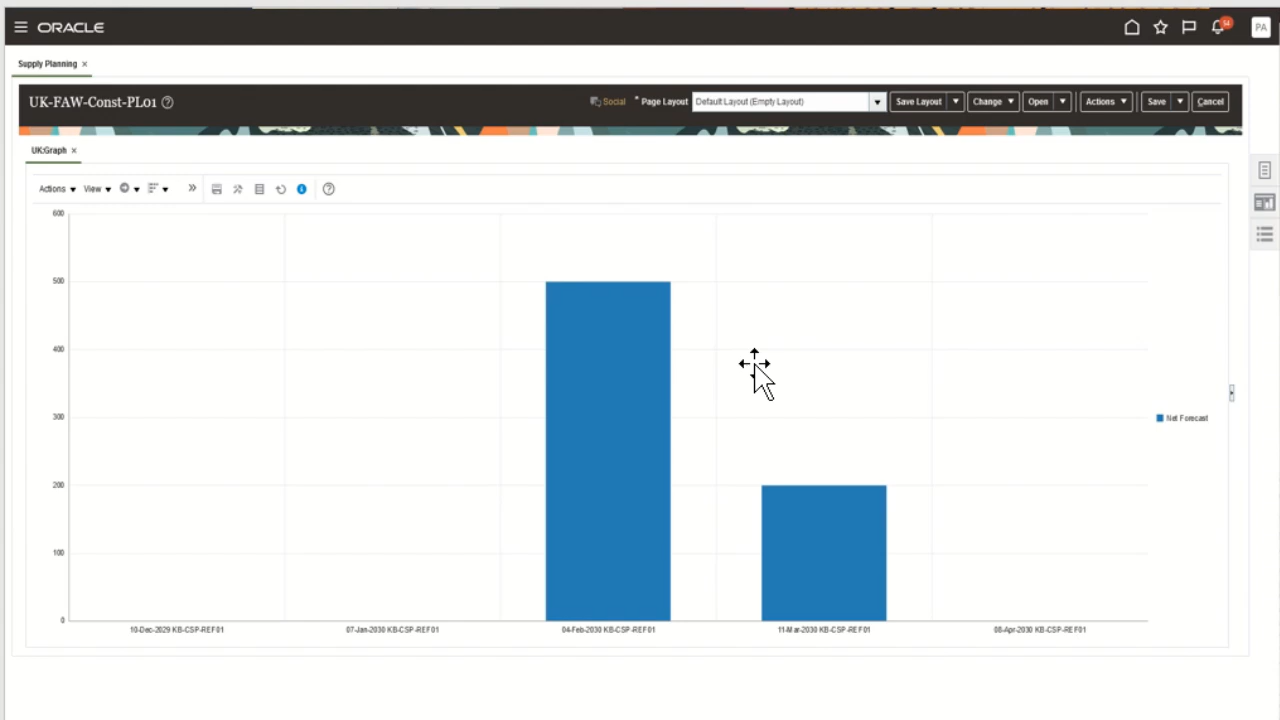 ORACLE
54
PA
Supply Planning ×
UK-FAW-Const-PL01 ?
Social * Page Layout Default Layout (Empty Layout) Save Layout Change Open Actions Save Cancel
UK:Graph ×
Actions View » i ?
600
500
400
300
200
100
0
Net Forecast
10-Dec-2029 KB-CSP-REF01 07-Jan-2030 KB-CSP-REF01 04-Feb-2030 KB-CSP-REF01 11-Mar-2030 KB-CSP-REF01 08-Apr-2030 KB-CSP-REF01